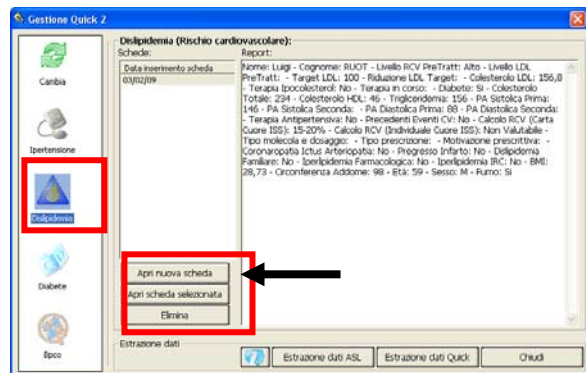 Gestione Quick 2
Cambia
Ipertensione
Dislipidemia
Diabete
Bpco
Dislipidemia (Rischio cardiovascolare):
Schede:
Data inserimento scheda
03/02/09
Apri nuova scheda
Apri scheda selezionata
Elimina
Report:
Nome: Luigi - Cognome: RUOT - Livello RCV PreTratt: Alto - Livello LDL
PreTratt: - Target LDL: 100 - Riduzione LDL Target: - Colesterolo LDL: 156,8
- Terapia Ipocolesterol: No - Terapia in corso: - Diabete: Si - Colesterolo
Totale: 234 - Colesterolo HDL: 46 - Trigliceridemia: 156 - PA Sistolica Prima:
146 - PA Sistolica Seconda: - PA Diastolica Prima: 88 - PA Diastolica Seconda:
- Terapia Antipertensiva: No - Precedenti Eventi CV: No - Calcolo RCV (Carta
Cuore ISS): 15-20% - Calcolo RCV (Individuale Cuore ISS): Non Valutabile -
Tipo molecola e dosaggio: - Tipo prescrizione: - Motivazione prescrittiva: -
Coronaropatia Ictus Arteriopatia: No - Pregresso Infarto: No - Dislipidemia
Familiare: No - Iperlipidemia Farmacologica: No - Iperlipidemia IRC: No - BMI:
28,73 - Circonferenza Addome: 98 - Età: 59 - Sesso: M - Fumo: Si
Estrazione dati
Estrazione dati ASL
Estrazione dati Quick
Chiudi